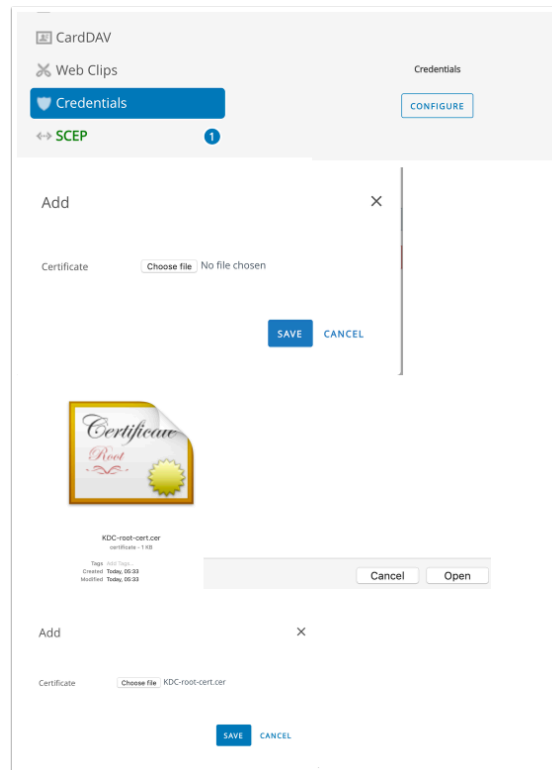 CardDAV
Web Clips
Credentials
Credentials
CONFIGURE
SCEP
1
Add
Certificate Choose file No file chosen
SAVE CANCEL
Certificate
Root
KDC-root-cert.cer
certificate - 1 KB
Tags Add Tags...
Created Today, 05:33
Modified Today, 05:33
Cancel Open
Add
Certificate Choose file KDC-root-cert.cer
SAVE CANCEL